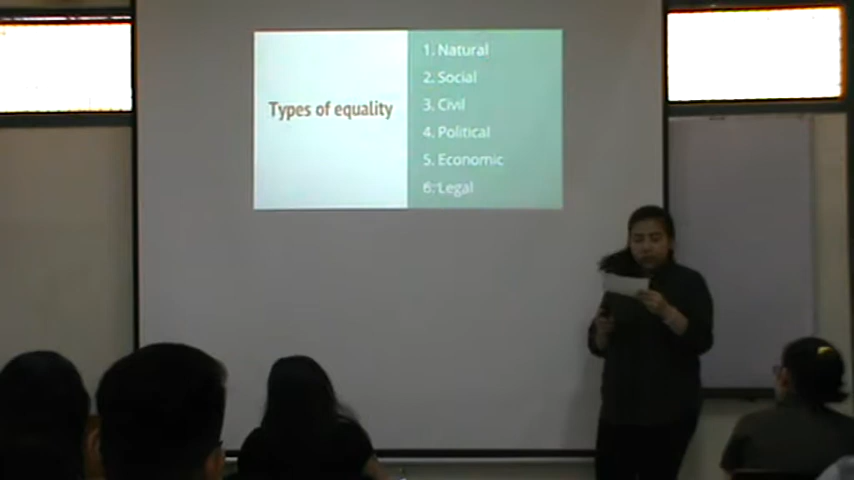 Types of equality
1. Natural
2. Social
3. Civil
4. Political
5. Economic
6. Legal